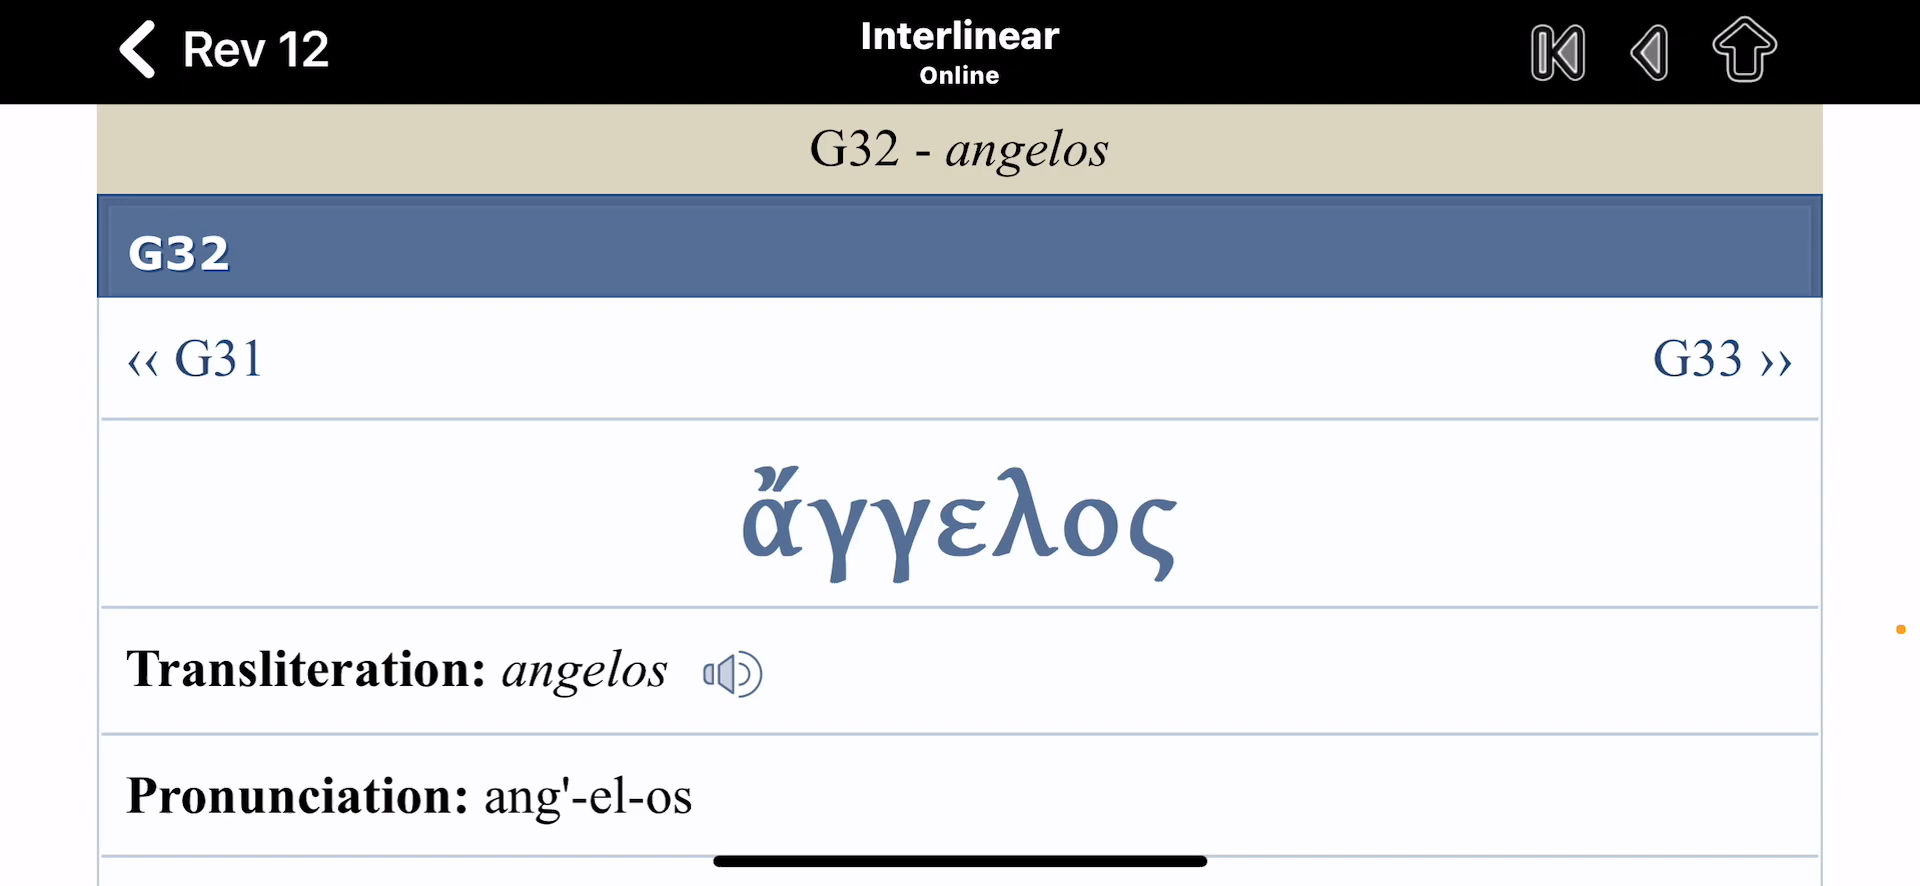 Rev 12
Interlinear
Online
G32 - angelos
G32
‹‹ G31
G33 ››
ἄγγελος
Transliteration: angelos
Pronunciation: ang'-el-os